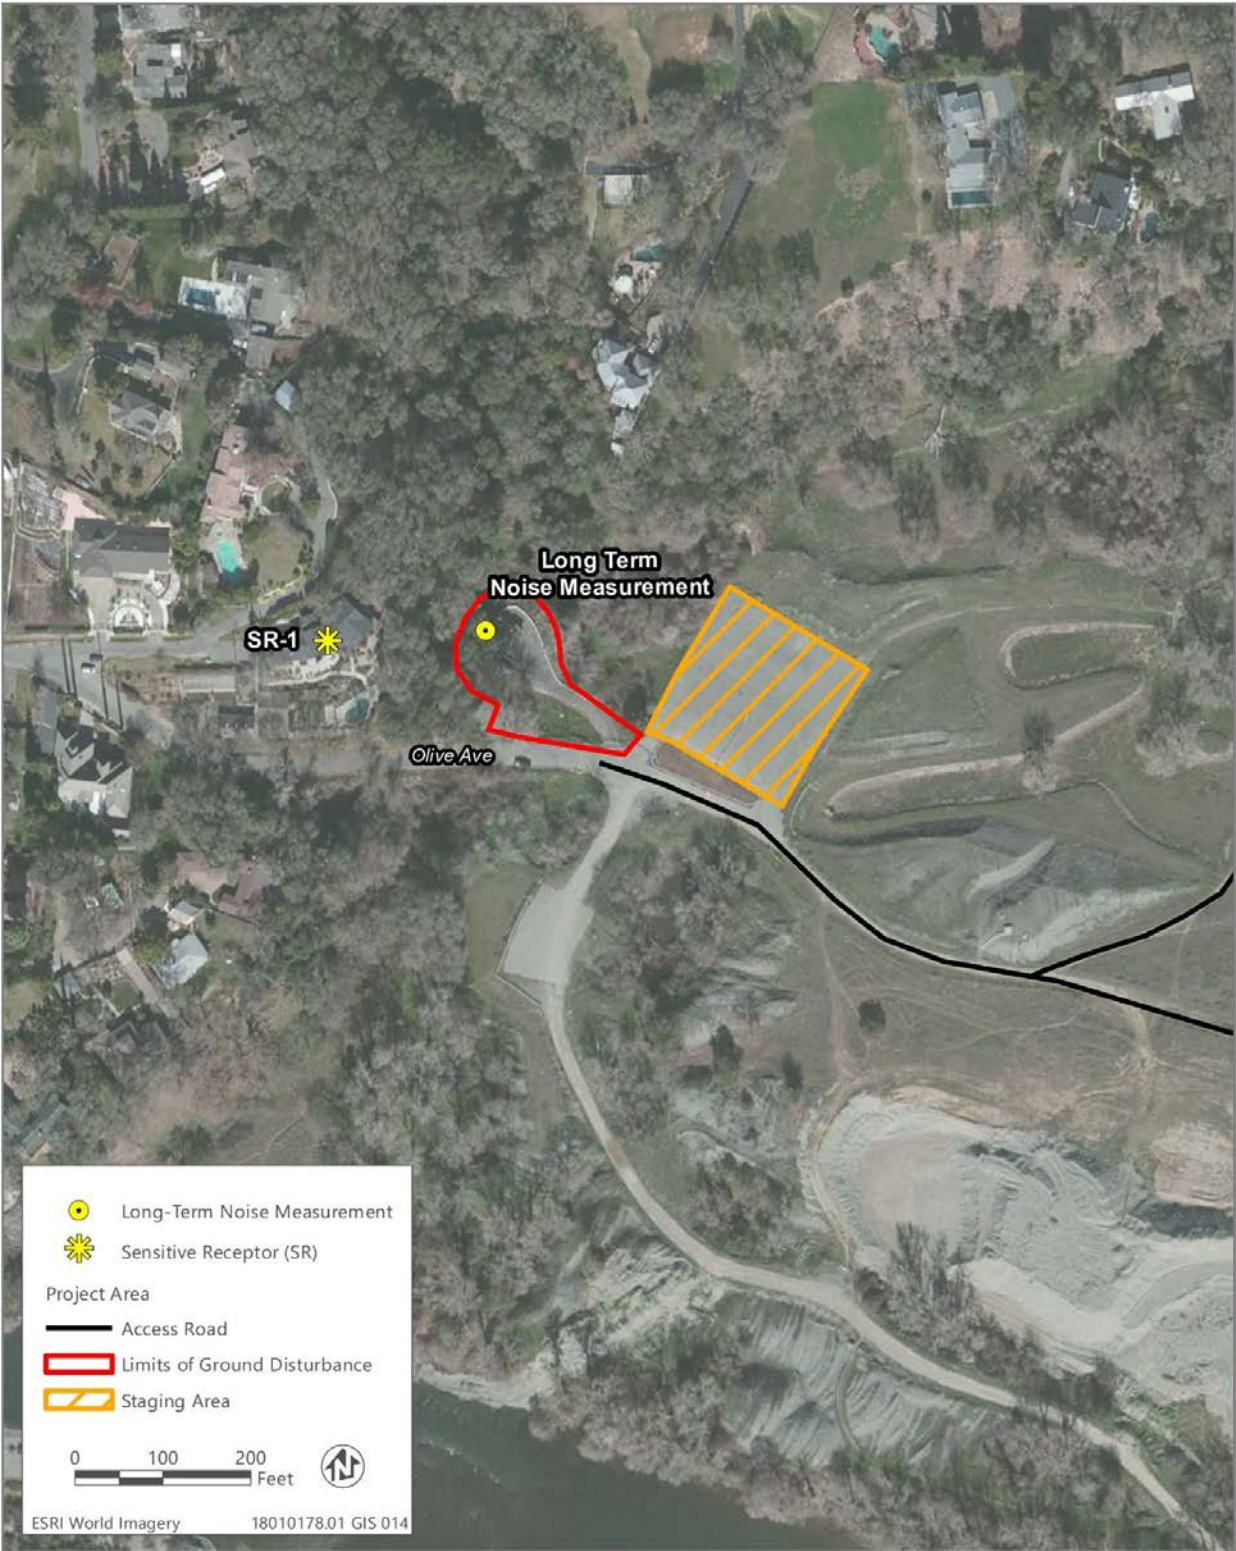 Long Term
Noise Measurement
SR-1
Olive Ave
Long-Term Noise Measurement
Sensitive Receptor (SR)
Project Area
Access Road
Limits of Ground Disturbance
Staging Area
0 100 200
Feet
N
ESRI World Imagery 18010178.01 GIS 014